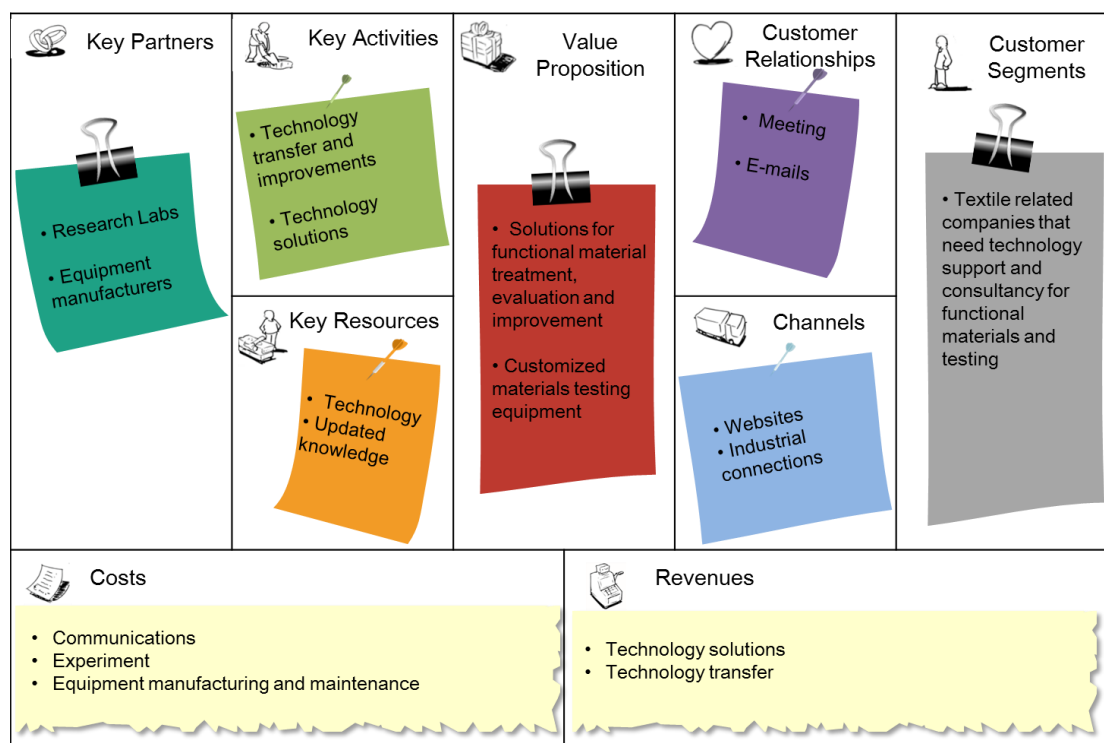 Key Partners
• Research Labs
• Equipment
manufacturers
Key Activities
• Technology
transfer and
improvements
• Technology
solutions
Key Resources
• Technology
• Updated
knowledge
Value
Proposition
• Solutions for
functional material
treatment,
evaluation and
improvement
• Customized
materials testing
equipment
Customer
Relationships
• Meeting
• E-mails
Channels
• Websites
• Industrial
connections
Customer
Segments
• Textile related
companies that
need technology
support and
consultancy for
functional
materials and
testing
Costs
• Communications
• Experiment
• Equipment manufacturing and maintenance
Revenues
• Technology solutions
• Technology transfer